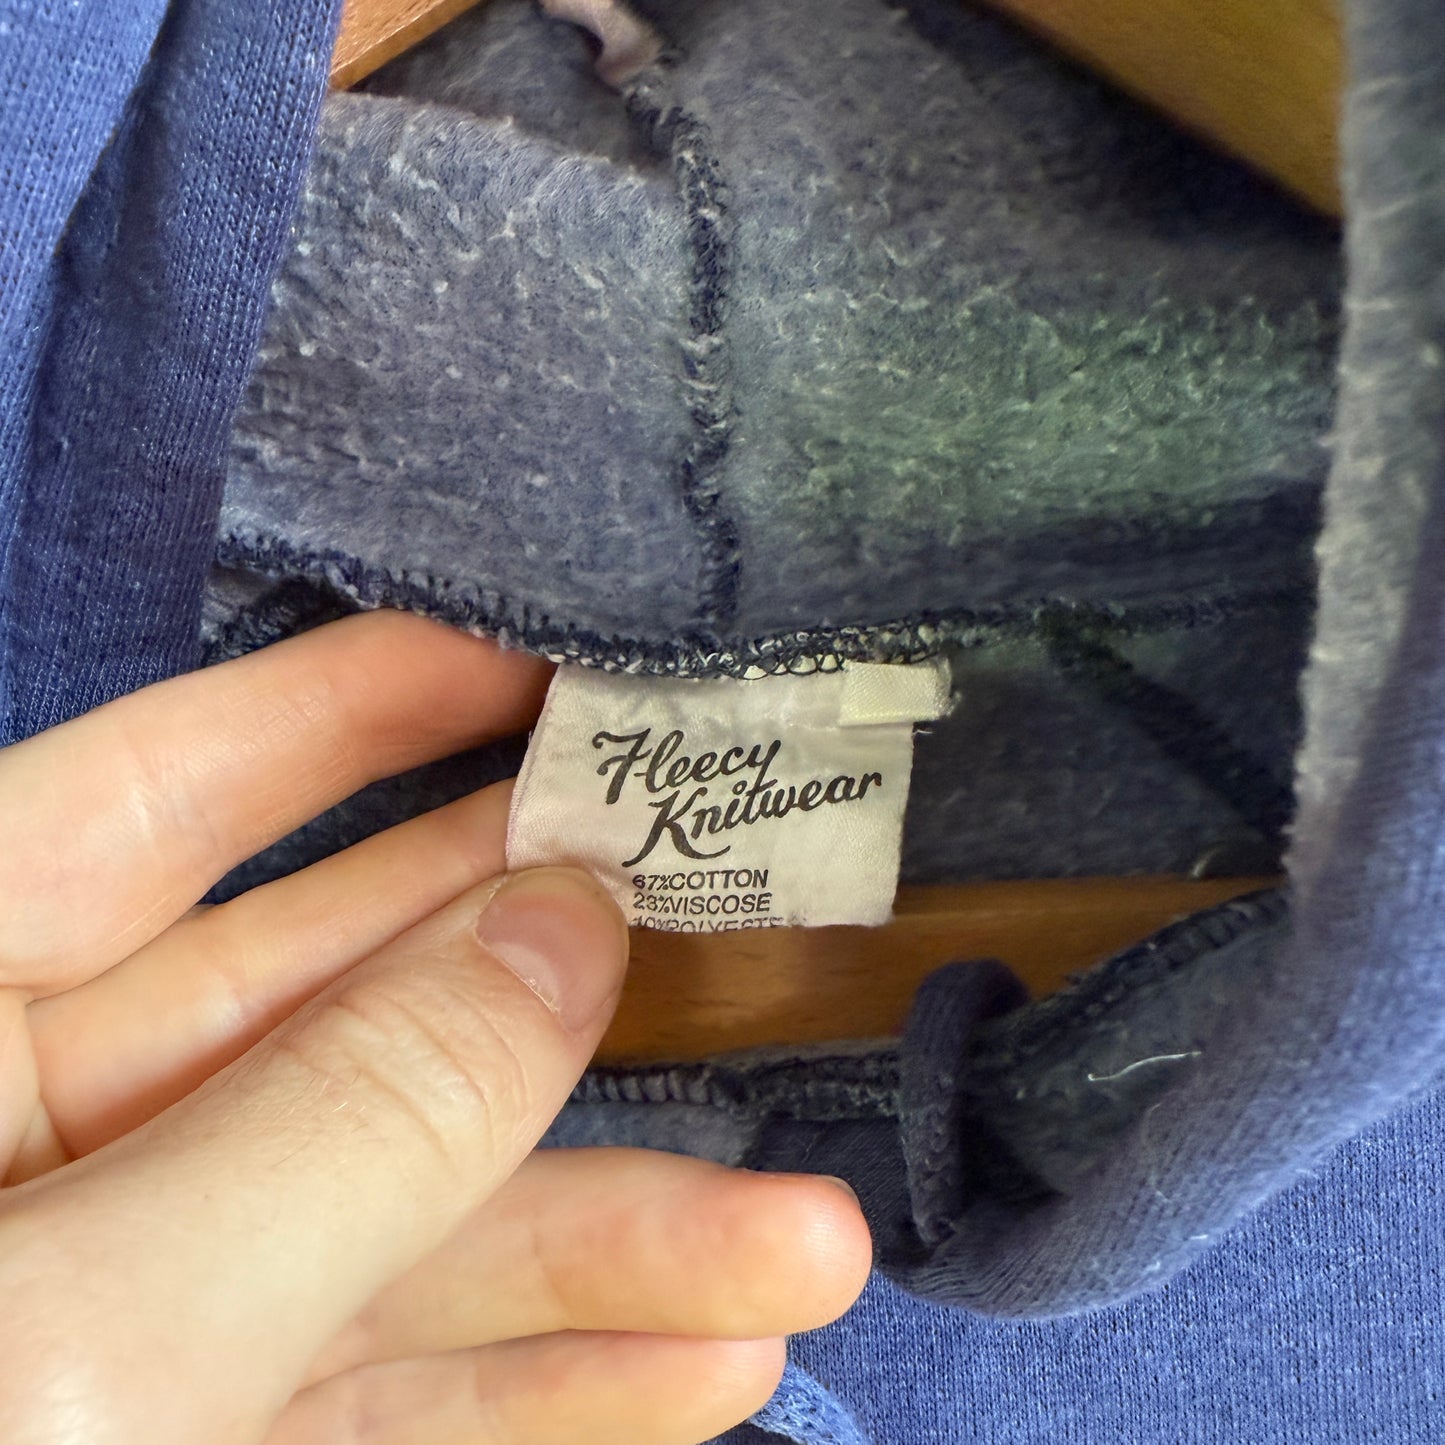 Fleecy
Knitwear
67%COTTON
23%VISCOSE